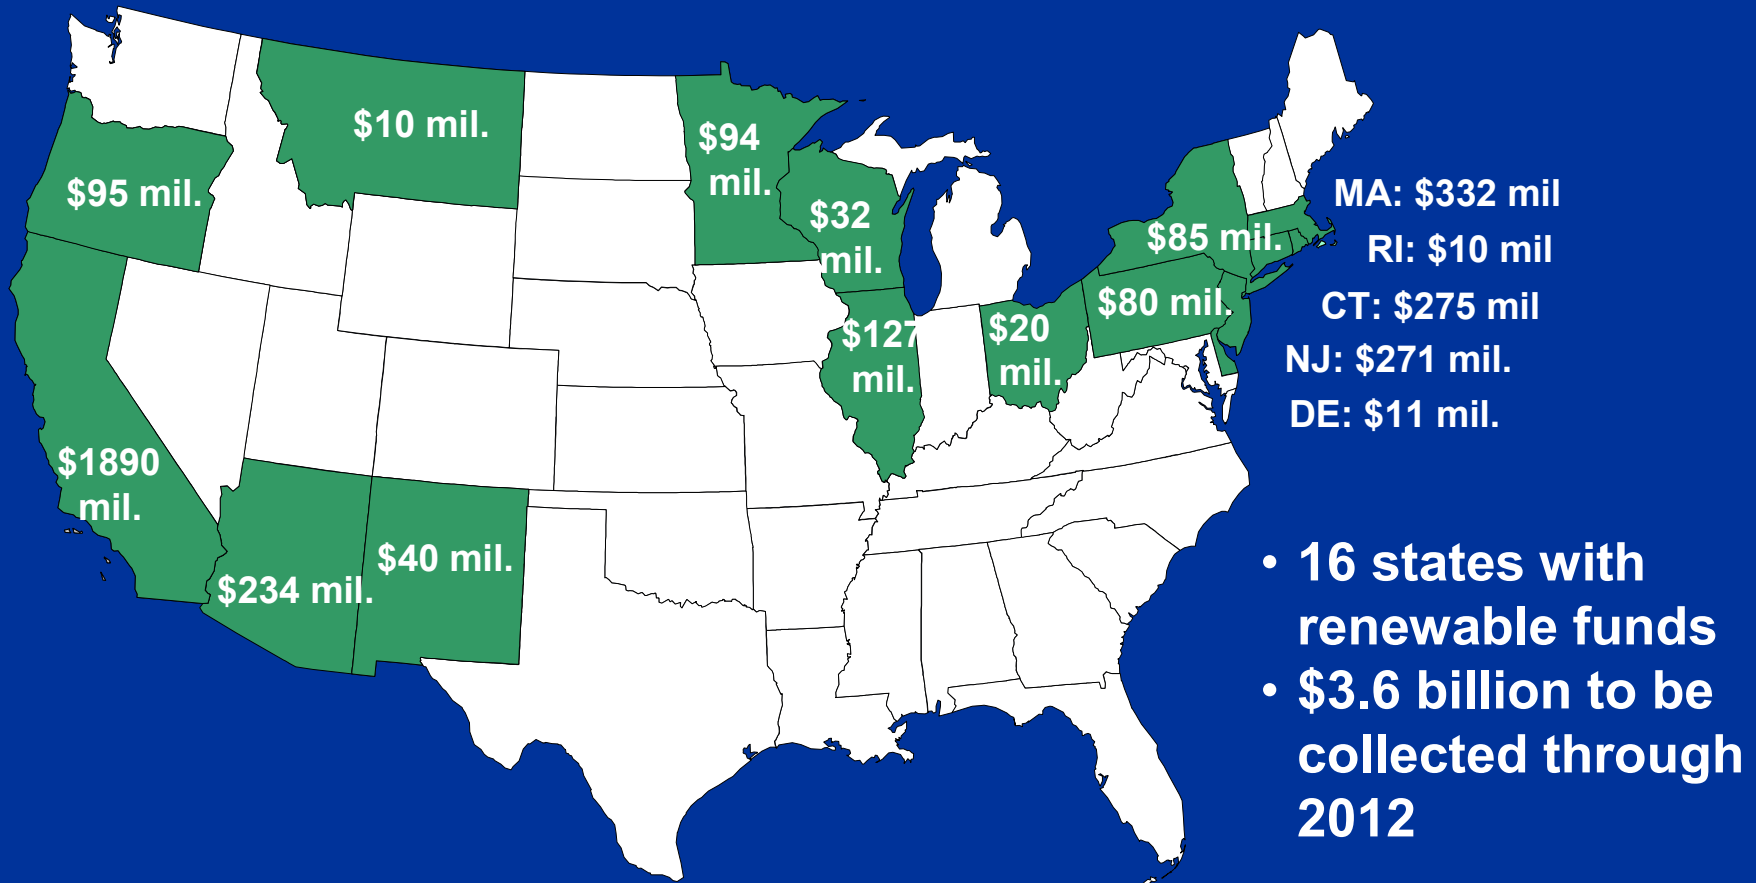 $10 mil.
$94
mil.
$95 mil.
$32
mil.
$85 mil.
MA: $332 mil
RI: $10 mil
CT: $275 mil
NJ: $271 mil.
DE: $11 mil.
$80 mil.
$127
mil.
$20
mil.
$1890
mil.
$234 mil.
$40 mil.
• 16 states with
renewable funds
• $3.6 billion to be
collected through
2012